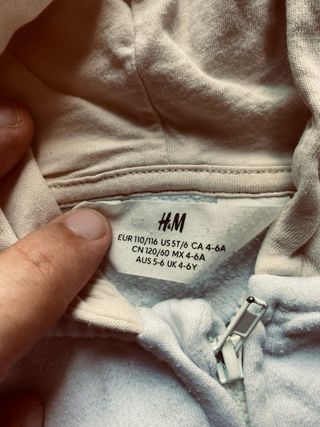 H&M
EUR 110/116 US 5T/6 CA 4-6A
CN 120/60 MX 4-6A
AUS 5-6 UK 4-6Y